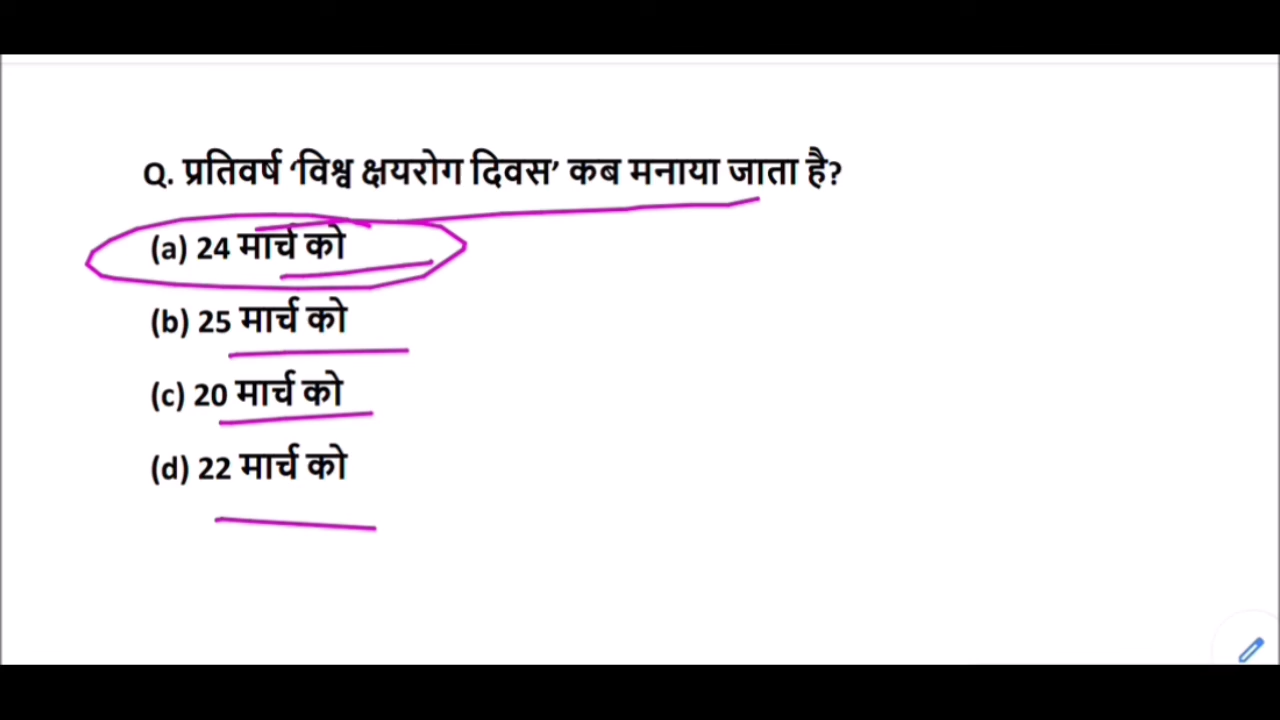 Q. प्रतिवर्ष ‘विश्व क्षयरोग दिवस’ कब मनाया जाता है?
(a) 24 मार्च को
(b) 25 मार्च को
(c) 20 मार्च को
(d) 22 मार्च को